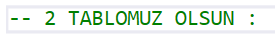 -- 2 TABLOMUZ OLSUN :